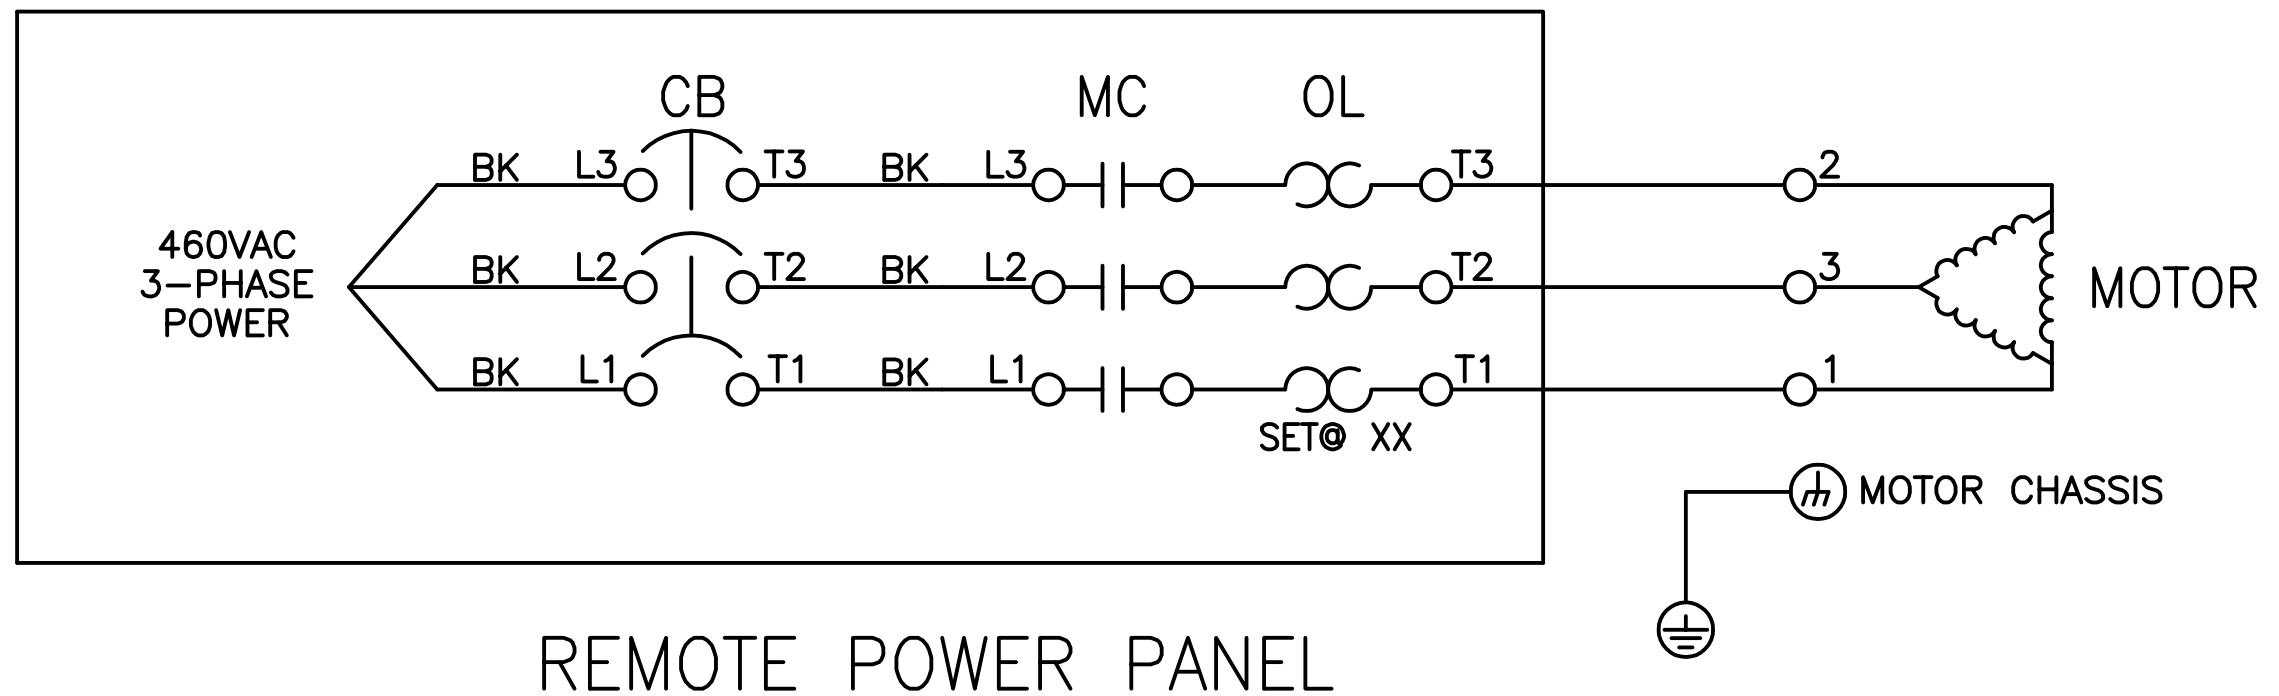 CB MC OL
BK L3 T3 BK L3 T3 2
460VAC
3-PHASE
POWER
BK L2 T2 BK L2 T2 3
MOTOR
BK L1 T1 BK L1 T1 1
SET@ XX
MOTOR CHASSIS
REMOTE POWER PANEL